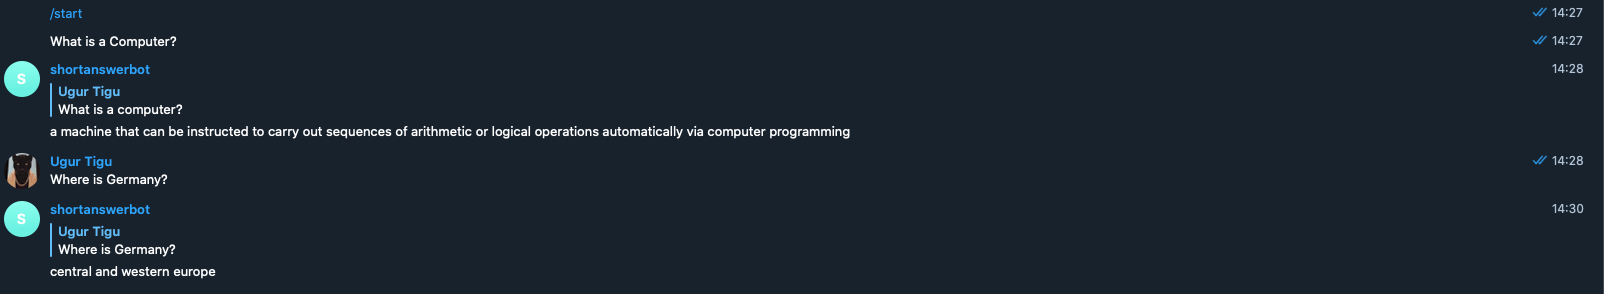 /start
14:27
What is a Computer?
14:27
S
shortanswerbot
14:28
Ugur Tigu
What is a computer?
a machine that can be instructed to carry out sequences of arithmetic or logical operations automatically via computer programming
Ugur Tigu
14:28
Where is Germany?
S
shortanswerbot
14:30
Ugur Tigu
Where is Germany?
central and western europe